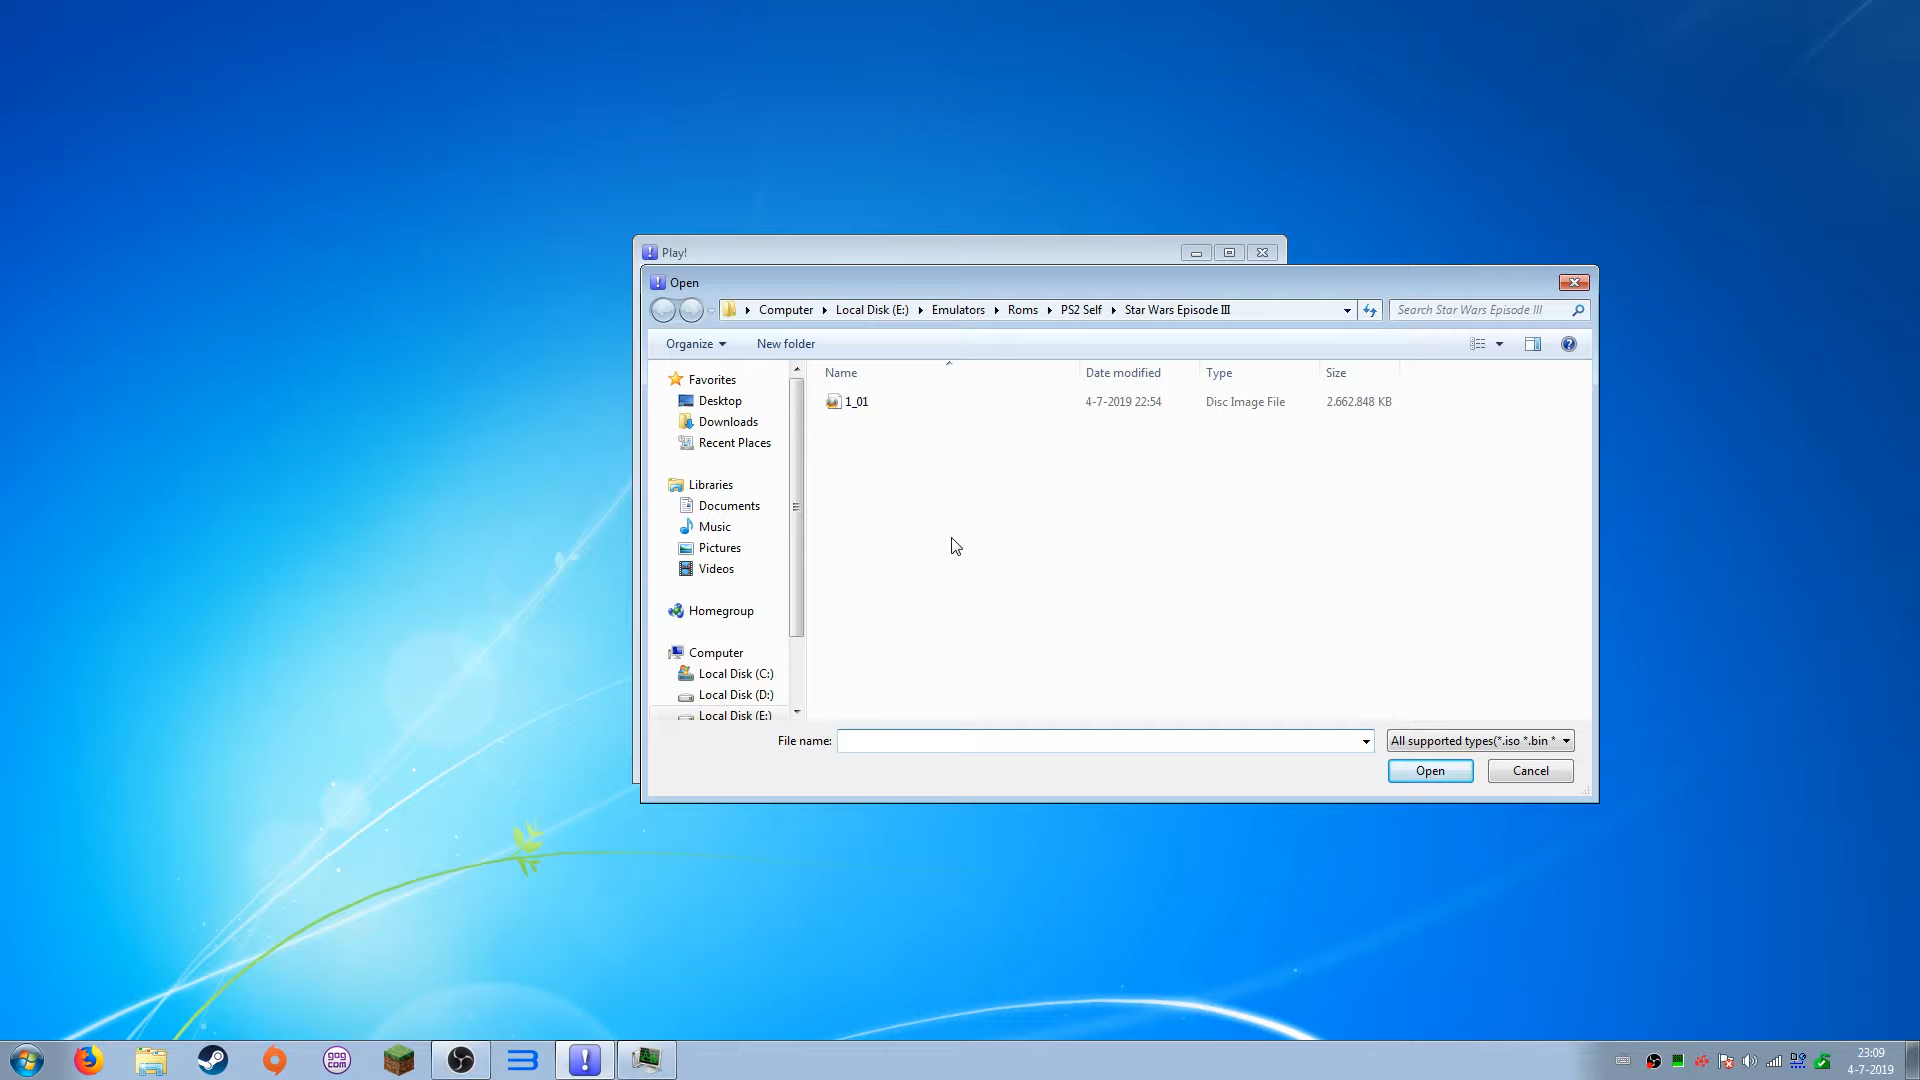 Play!
Open
Computer Local Disk (E:) Emulators Roms PS2 Self Star Wars Episode III
Search Star Wars Episode III
Organize New folder
Name Date modified Type Size
1_01 4-7-2019 22:54 Disc Image File 2.662.848 KB
Favorites
Desktop
Downloads
Recent Places
Libraries
Documents
Music
Pictures
Videos
Homegroup
Computer
Local Disk (C:)
Local Disk (D:)
Local Disk (E:)
File name: All supported types(*.iso *.bin *
Open Cancel
gog
com
23:09
4-7-2019